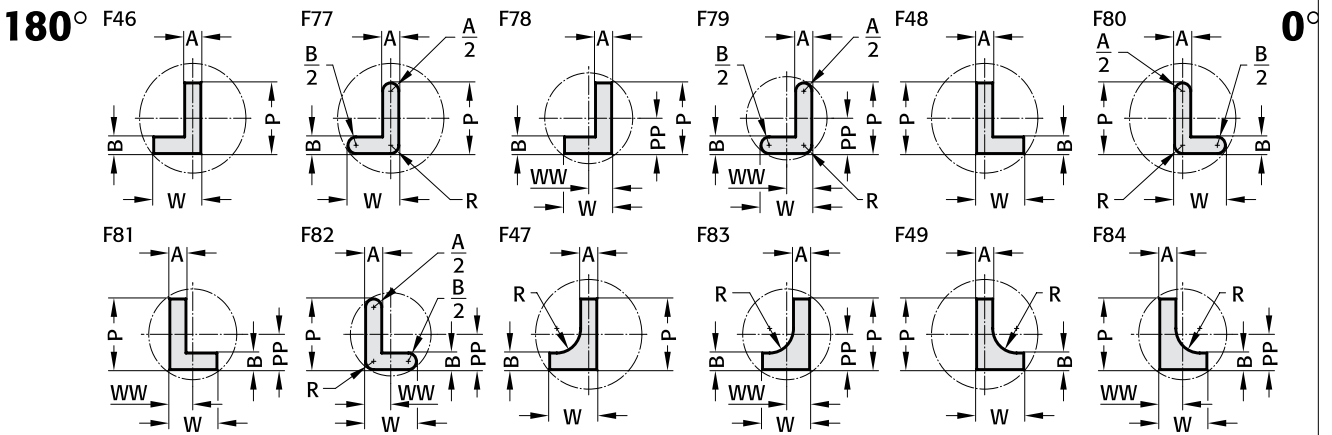 180° F46 F77 F78 F79 F48 F80 0°
A A A/2 A A A/2 A A/2 A
B/2 B/2 B/2
P P PP P PP P P P
B B B B B B
WW WW
W W R W W R W R W
F81 F82 F47 F83 F49 F84
A A A/2 A A A A
B/2 R R R R
P B PP P B PP B P B PP P P B P B PP
WW R WW WW WW
W W W W W W